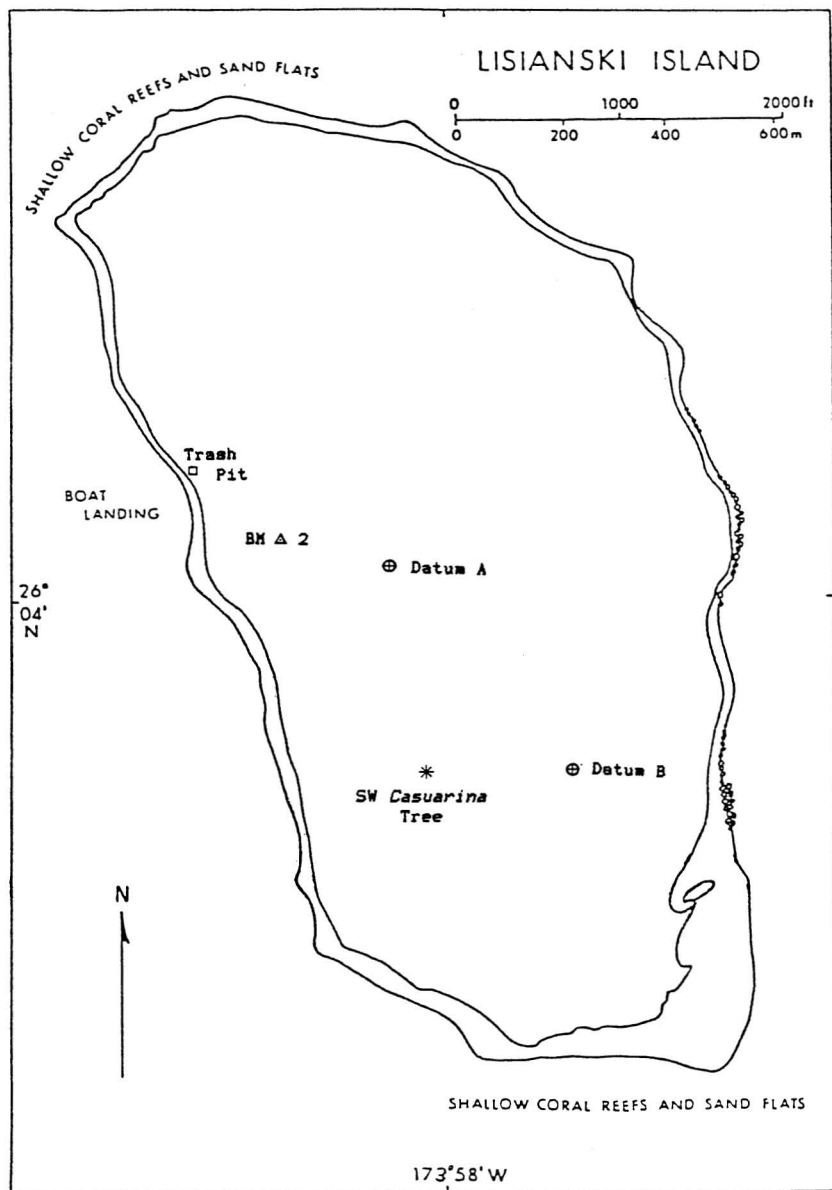 LISIANSKI ISLAND
0 1000 2000 ft
0 200 400 600 m
SHALLOW CORAL REEFS AND SAND FLATS
Trash
Pit
BOAT
LANDING
BM 2
Datum A
26°
04'
N
Datum B
SW Casuarina
Tree
N
SHALLOW CORAL REEFS AND SAND FLATS
173°58' W